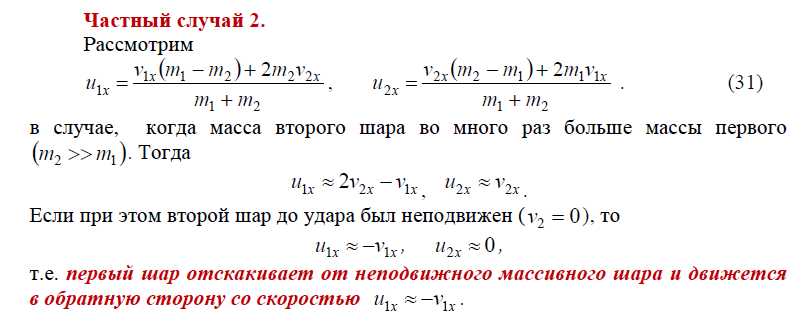 Частный случай 2.
Рассмотрим
u₁ₓ = (v₁ₓ(m₁ − m₂) + 2m₂v₂ₓ) / (m₁ + m₂), u₂ₓ = (v₂ₓ(m₂ − m₁) + 2m₁v₁ₓ) / (m₁ + m₂) . (31)
в случае, когда масса второго шара во много раз больше массы первого
(m₂ >> m₁). Тогда
u₁ₓ ≈ 2v₂ₓ − v₁ₓ , u₂ₓ ≈ v₂ₓ .
Если при этом второй шар до удара был неподвижен (v₂ = 0), то
u₁ₓ ≈ −v₁ₓ, u₂ₓ ≈ 0,
т.е. первый шар отскакивает от неподвижного массивного шара и движется
в обратную сторону со скоростью u₁ₓ ≈ −v₁ₓ .